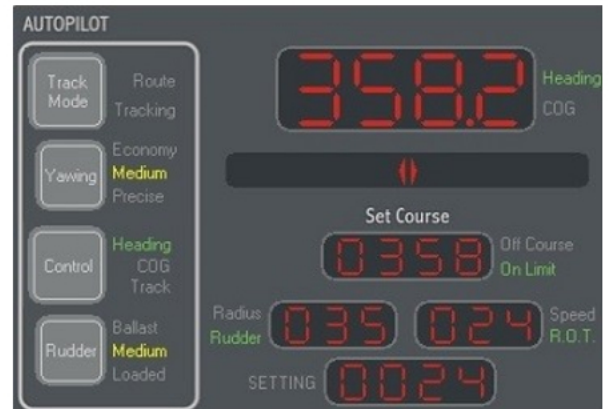 AUTOPILOT
Track Mode
Route
Tracking
Yawing
Economy
Medium
Precise
Control
Heading
COG
Track
Rudder
Ballast
Medium
Loaded
358.2
Heading
COG
Set Course
0358
Off Course
On Limit
Radius
Rudder
035
024
Speed
R.O.T.
SETTING
0024